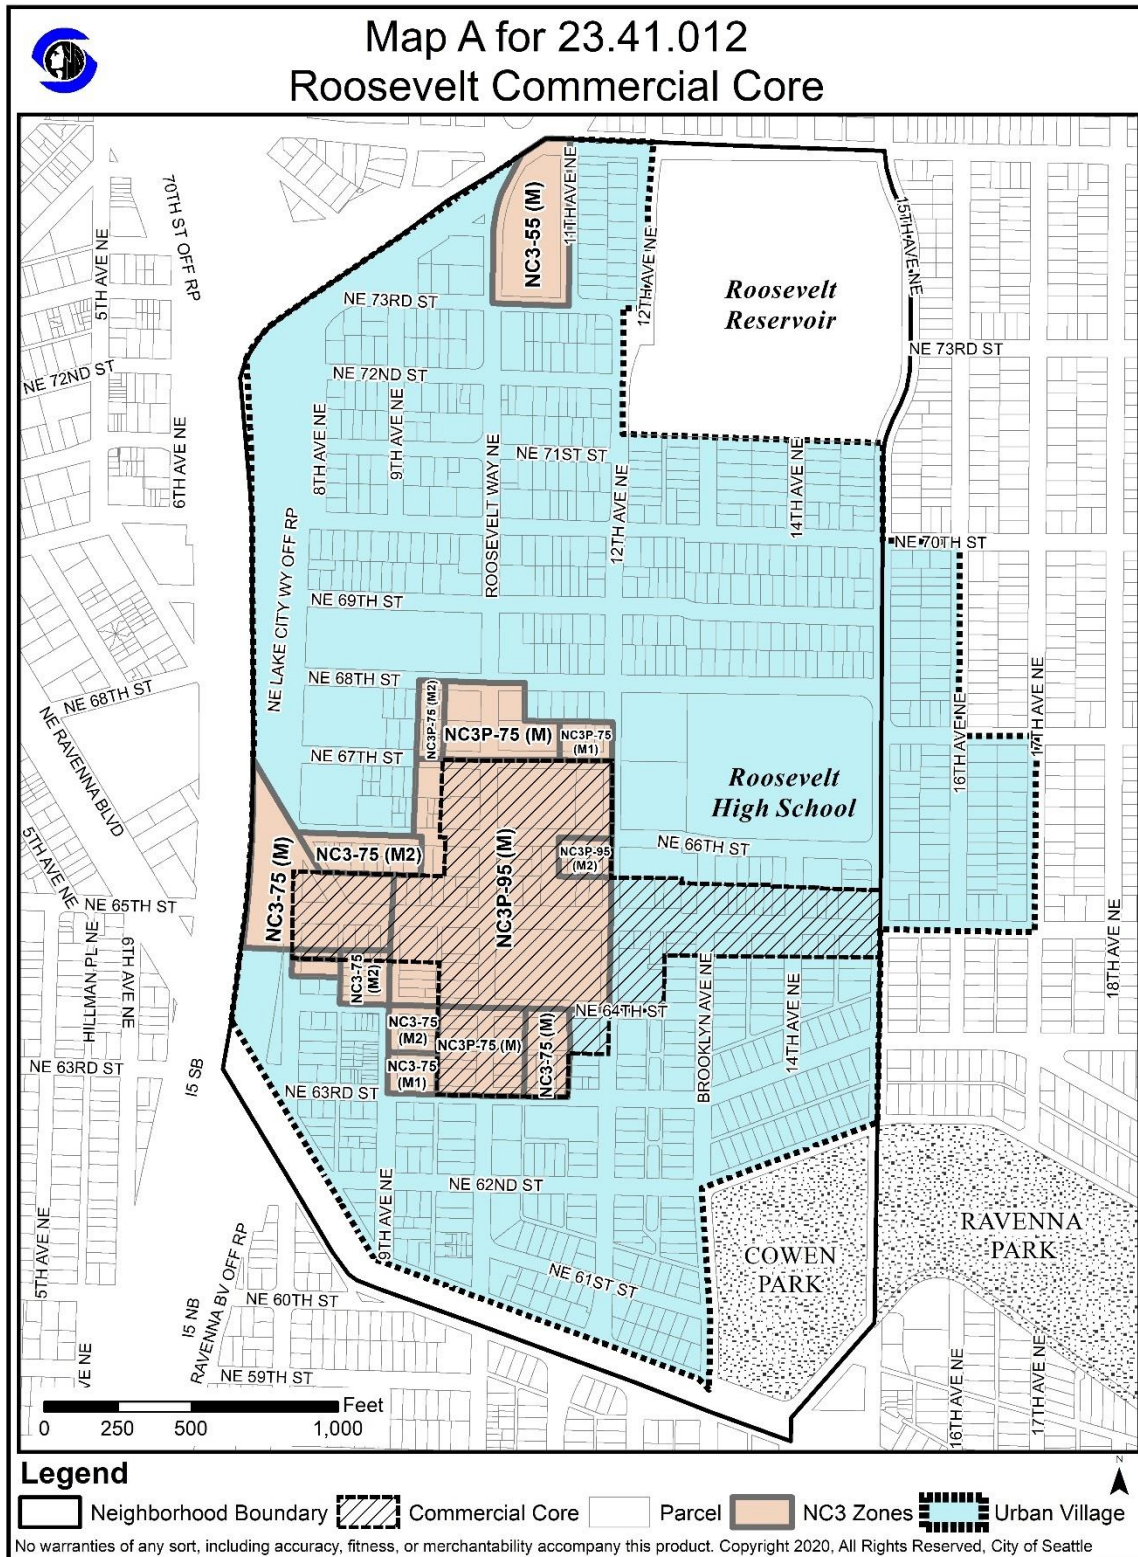 Map A for 23.41.012
Roosevelt Commercial Core
70TH ST OFF RP
5TH AVE NE
NC3-55 (M)
11TH AVE NE
12TH AVE NE
15TH AVE NE
Roosevelt
Reservoir
NE 73RD ST
NE 73RD ST
NE 72ND ST
NE 72ND ST
6TH AVE NE
8TH AVE NE
9TH AVE NE
ROOSEVELT WAY NE
NE 71ST ST
12TH AVE NE
14TH AVE NE
NE 70TH ST
NE LAKE CITY WY OFF RP
NE 69TH ST
NE 68TH ST
NE 68TH ST
NE RAVENNA BLVD
NC3P-75 (M2)
NC3P-75 (M)
NC3P-75
(M1)
16TH AVE NE
17TH AVE NE
NE 67TH ST
Roosevelt
High School
5TH AVE NE
NC3-75 (M)
NC3-75 (M2)
NC3P-95 (M)
NC3P-95
(M2)
NE 66TH ST
NE 65TH ST
HILLMAN PL NE
6TH AVE NE
18TH AVE NE
NC3-75
(M2)
BROOKLYN AVE NE
14TH AVE NE
NE 64TH ST
NC3-75
(M2)
NC3P-75 (M)
NC3-75 (M)
NC3-75
(M1)
NE 63RD ST
I5 SB
NE 63RD ST
5TH AVE NE
9TH AVE NE
NE 62ND ST
RAVENNA
PARK
COWEN
PARK
I5 NB
RAVENNA BV OFF RP
NE 61ST ST
NE 60TH ST
NE 59TH ST
VE NE
16TH AVE NE
17TH AVE NE
Feet
0 250 500 1,000
N
Legend
Neighborhood Boundary Commercial Core Parcel NC3 Zones Urban Village
No warranties of any sort, including accuracy, fitness, or merchantability accompany this product. Copyright 2020, All Rights Reserved, City of Seattle